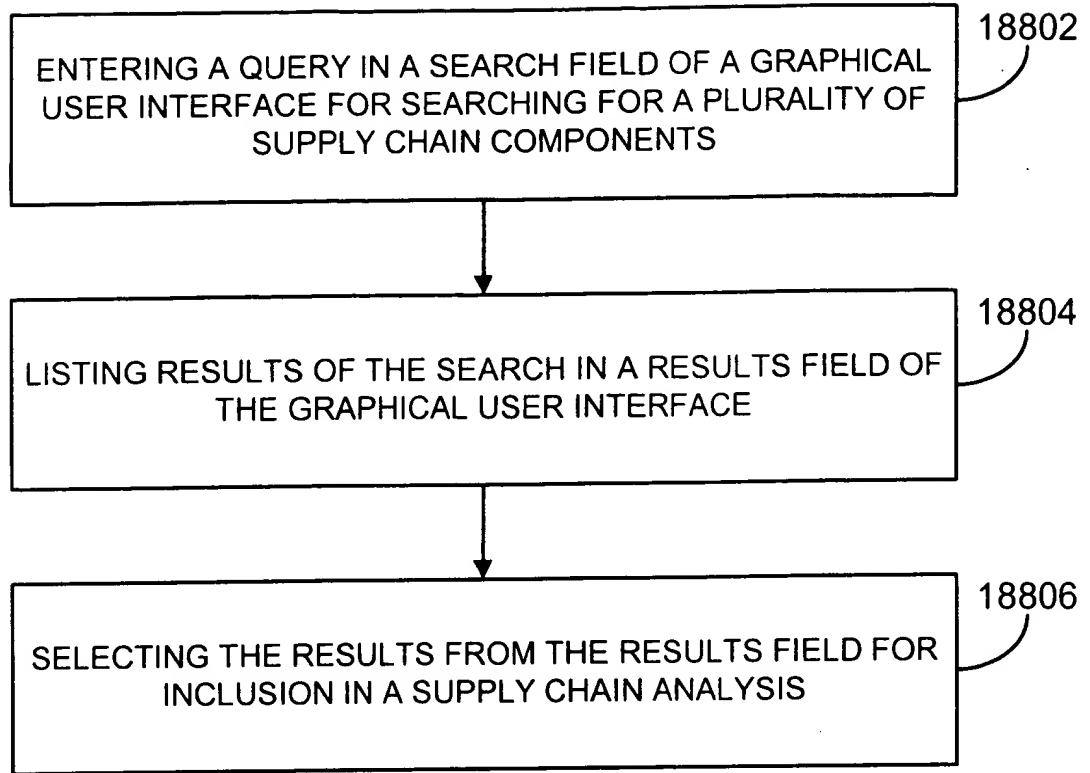 18802
ENTERING A QUERY IN A SEARCH FIELD OF A GRAPHICAL
USER INTERFACE FOR SEARCHING FOR A PLURALITY OF
SUPPLY CHAIN COMPONENTS
18804
LISTING RESULTS OF THE SEARCH IN A RESULTS FIELD OF
THE GRAPHICAL USER INTERFACE
18806
SELECTING THE RESULTS FROM THE RESULTS FIELD FOR
INCLUSION IN A SUPPLY CHAIN ANALYSIS